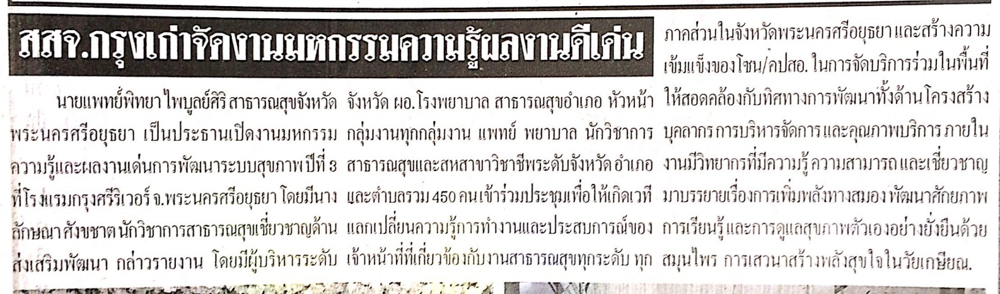 สสจ.กรุงเก่าจัดงานมหกรรมความรู้ผลงานดีเด่น
นายแพทย์พิทยา ไพบูลย์ศิริ สาธารณสุขจังหวัด
พระนครศรีอยุธยา เป็นประธานเปิดงานมหกรรม
ความรู้และผลงานเด่นการพัฒนาระบบสุขภาพ ปีที่ 3
ที่โรงแรมกรุงศรีริเวอร์ จ.พระนครศรีอยุธยา โดยมีนาง
ลักษณา ศังขชาต นักวิชาการสาธารณสุขเชี่ยวชาญด้าน
ส่งเสริมพัฒนา กล่าวรายงาน โดยมีผู้บริหารระดับ
จังหวัด ผอ.โรงพยาบาล สาธารณสุขอำเภอ หัวหน้า
กลุ่มงานทุกกลุ่มงาน แพทย์ พยาบาล นักวิชาการ
สาธารณสุขและสหสาขาวิชาชีพระดับจังหวัด อำเภอ
และตำบลรวม 450 คน เข้าร่วมประชุมเพื่อให้เกิดเวที
แลกเปลี่ยนความรู้การทำงานและประสบการณ์ของ
เจ้าหน้าที่ที่เกี่ยวข้องกับงานสาธารณสุขทุกระดับ ทุก
ภาคส่วนในจังหวัดพระนครศรีอยุธยา และสร้างความ
เข้มแข็งของโซน/คปสอ. ในการจัดบริการร่วมในพื้นที่
ให้สอดคล้องกับทิศทางการพัฒนาทั้งด้านโครงสร้าง
บุคลากร การบริหารจัดการ และคุณภาพบริการ ภายใน
งานมีวิทยากรที่มีความรู้ ความสามารถ และเชี่ยวชาญ
มาบรรยายเรื่องการเพิ่มพลังทางสมอง พัฒนาศักยภาพ
การเรียนรู้ และการดูแลสุขภาพตัวเองอย่างยั่งยืนด้วย
สมุนไพร การเสวนาสร้างพลังสุขใจในวัยเกษียณ.